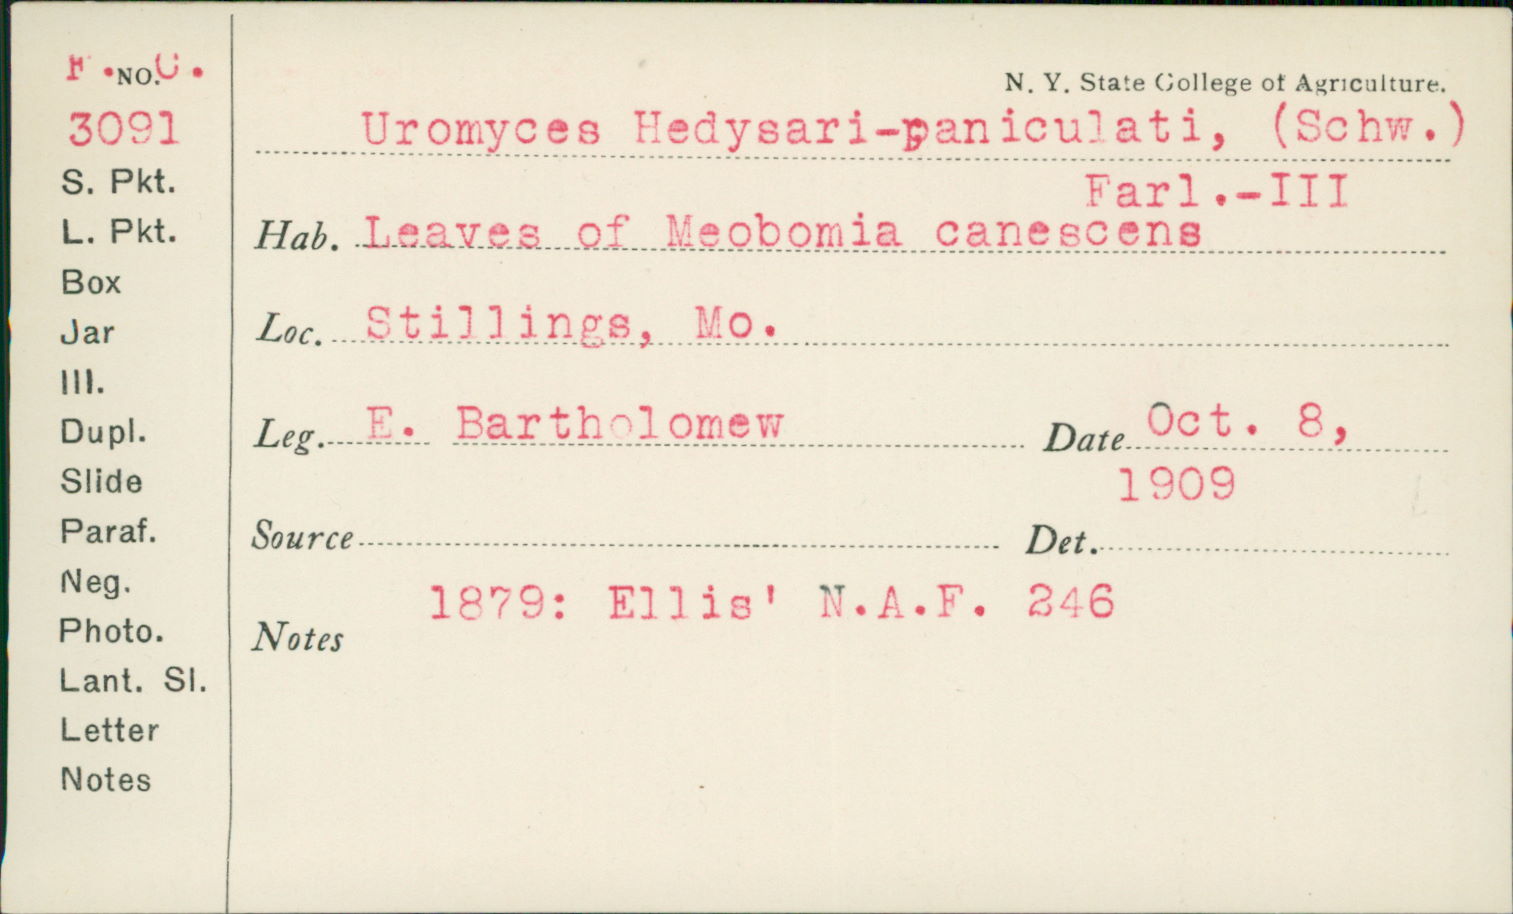 F. NO. C.
3091
S. Pkt.
L. Pkt.
Box
Jar
Ill.
Dupl.
Slide
Paraf.
Neg.
Photo.
Lant. Sl.
Letter
Notes
N. Y. State College of Agriculture.
Uromyces Hedysari-paniculati, (Schw.)
Farl.-III
Hab. Leaves of Meobomia canescens
Loc. Stillings, Mo.
Leg. E. Bartholomew Date Oct. 8,
1909
Source Det.
1879: Ellis' N.A.F. 246
Notes